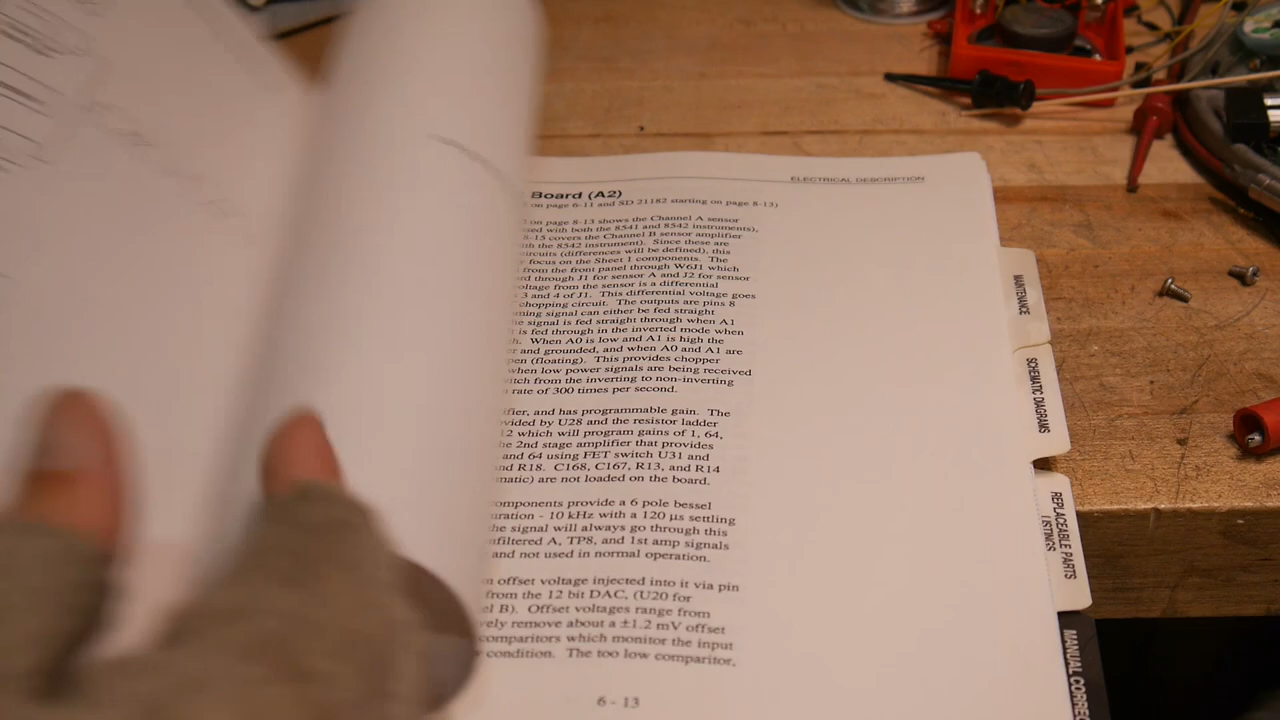 ELECTRICAL DESCRIPTION
Board (A2)
on page 6-11 and SD 21182 starting on page 8-13)
on page 8-13 shows the Channel A sensor
sed with both the 8541 and 8542 instruments),
8-15 covers the Channel B sensor amplifier
ith the 8542 instrument). Since these are
ircuits (differences will be defined), this
focus on the Sheet 1 components. The
from the front panel through W6J1 which
rd through J1 for sensor A and J2 for sensor
oltage from the sensor is a differential
3 and 4 of J1. This differential voltage goes
chopping circuit. The outputs are pins 8
ming signal can either be fed straight
e signal is fed straight through when A1
is fed through in the inverted mode when
h. When A0 is low and A1 is high the
er and grounded, and when A0 and A1 are
pen (floating). This provides chopper
when low power signals are being received
itch from the inverting to non-inverting
rate of 300 times per second.
ifier, and has programmable gain. The
vided by U28 and the resistor ladder
12 which will program gains of 1, 64,
he 2nd stage amplifier that provides
and 64 using FET switch U31 and
nd R18. C168, C167, R13, and R14
matic) are not loaded on the board.
omponents provide a 6 pole bessel
uration - 10 kHz with a 120 µs settling
he signal will always go through this
nfiltered A, TP8, and 1st amp signals
and not used in normal operation.
n offset voltage injected into it via pin
from the 12 bit DAC, (U20 for
el B). Offset voltages range from
vely remove about a ±1.2 mV offset
comparitors which monitor the input
condition. The too low comparitor,
6 - 13
MAINTENANCE
SCHEMATIC DIAGRAMS
REPLACEABLE PARTS
LISTINGS
MANUAL CORREC